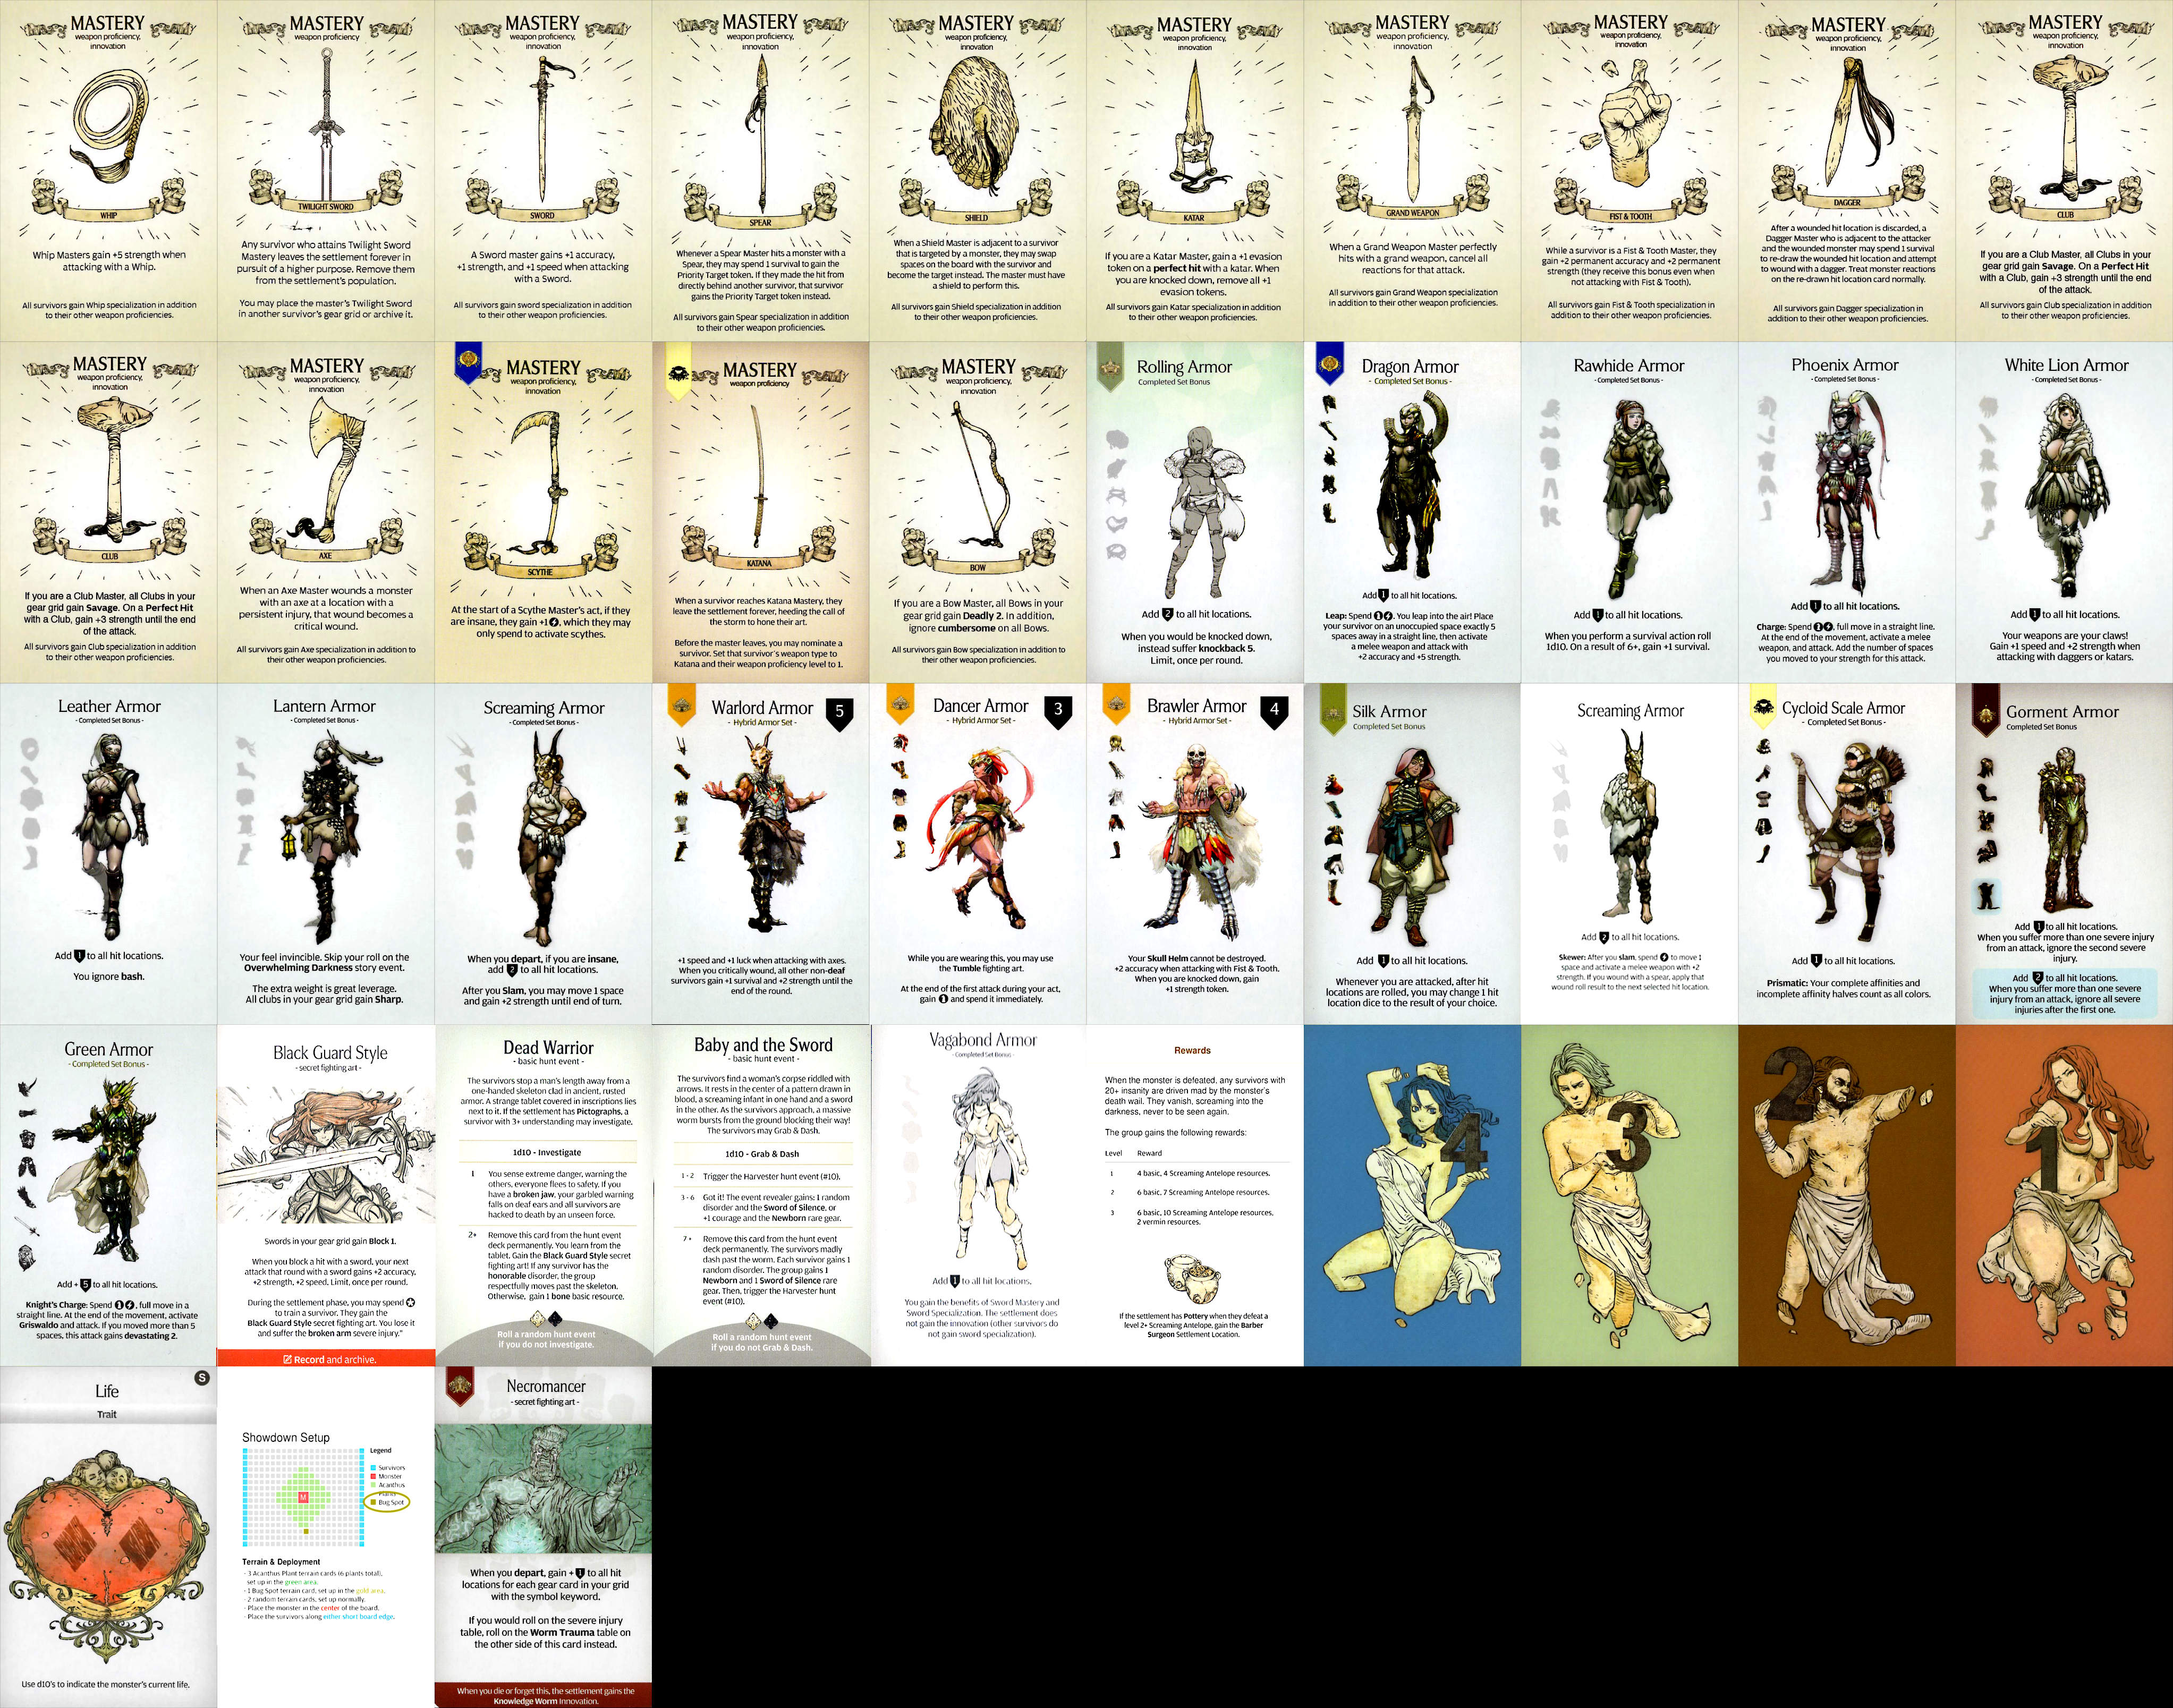 MASTERY
weapon proficiency,
innovation
WHIP
Whip Masters gain +5 strength when
attacking with a Whip.
All survivors gain Whip specialization in addition
to their other weapon proficiencies.
MASTERY
weapon proficiency
TWILIGHT SWORD
Any survivor who attains Twilight Sword
Mastery leaves the settlement forever in
pursuit of a higher purpose. Remove them
from the settlement's population.
You may place the master's Twilight Sword
in another survivor's gear grid or archive it.
MASTERY
weapon proficiency,
innovation
SWORD
A Sword master gains +1 accuracy,
+1 strength, and +1 speed when attacking
with a Sword.
All survivors gain sword specialization in addition
to their other weapon proficiencies.
MASTERY
weapon proficiency,
innovation
SPEAR
Whenever a Spear Master hits a monster with a
Spear, they may spend 1 survival to gain the
Priority Target token. If they made the hit from
directly behind another survivor, that survivor
gains the Priority Target token instead.
All survivors gain Spear specialization in addition
to their other weapon proficiencies.
MASTERY
weapon proficiency,
innovation
SHIELD
When a Shield Master is adjacent to a survivor
that is targeted by a monster, they may swap
spaces on the board with the survivor and
become the target instead. The master must have
a shield to perform this.
All survivors gain Shield specialization in addition
to their other weapon proficiencies.
MASTERY
weapon proficiency,
innovation
KATAR
If you are a Katar Master, gain a +1 evasion
token on a perfect hit with a katar. When
you are knocked down, remove all +1
evasion tokens.
All survivors gain Katar specialization in addition
to their other weapon proficiencies.
MASTERY
weapon proficiency,
innovation
GRAND WEAPON
When a Grand Weapon Master perfectly
hits with a grand weapon, cancel all
reactions for that attack.
All survivors gain Grand Weapon specialization
in addition to their other weapon proficiencies.
MASTERY
weapon proficiency,
innovation
FIST & TOOTH
While a survivor is a Fist & Tooth Master, they
gain +2 permanent accuracy and +2 permanent
strength (they receive this bonus even when
not attacking with Fist & Tooth).
All survivors gain Fist & Tooth specialization in
addition to their other weapon proficiencies.
MASTERY
weapon proficiency,
innovation
DAGGER
After a wounded hit location is discarded, a
Dagger Master who is adjacent to the attacker
and the wounded monster may spend 1 survival
to re-draw the wounded hit location and attempt
to wound with a dagger. Treat monster reactions
on the re-drawn hit location card normally.
All survivors gain Dagger specialization in
addition to their other weapon proficiencies.
MASTERY
weapon proficiency,
innovation
CLUB
If you are a Club Master, all Clubs in your
gear grid gain Savage. On a Perfect Hit
with a Club, gain +3 strength until the end
of the attack.
All survivors gain Club specialization in addition
to their other weapon proficiencies.
MASTERY
weapon proficiency,
innovation
CLUB
If you are a Club Master, all Clubs in your
gear grid gain Savage. On a Perfect Hit
with a Club, gain +3 strength until the end
of the attack.
All survivors gain Club specialization in addition
to their other weapon proficiencies.
MASTERY
weapon proficiency,
innovation
AXE
When an Axe Master wounds a monster
with an axe at a location with a
persistent injury, that wound becomes a
critical wound.
All survivors gain Axe specialization in addition to
their other weapon proficiencies.
MASTERY
weapon proficiency,
innovation
SCYTHE
At the start of a Scythe Master's act, if they
are insane, they gain +1, which they may
only spend to activate scythes.
MASTERY
weapon proficiency
KATANA
When a survivor reaches Katana Mastery, they
leave the settlement forever, heeding the call of
the storm to hone their art.
Before the master leaves, you may nominate a
survivor. Set that survivor's weapon type to
Katana and their weapon proficiency level to 1.
MASTERY
weapon proficiency,
innovation
BOW
If you are a Bow Master, all Bows in your
gear grid gain Deadly 2. In addition,
ignore cumbersome on all Bows.
All survivors gain Bow specialization in addition to
their other weapon proficiencies.
Rolling Armor
Completed Set Bonus
Add 2 to all hit locations.
When you would be knocked down,
instead suffer knockback 5.
Limit, once per round.
Dragon Armor
- Completed Set Bonus -
Add 1 to all hit locations.
Leap: Spend 1. You leap into the air! Place
your survivor on an unoccupied space exactly 5
spaces away in a straight line, then activate
a melee weapon and attack with
+2 accuracy and +5 strength.
Rawhide Armor
- Completed Set Bonus -
Add 1 to all hit locations.
When you perform a survival action roll
1d10. On a result of 6+, gain +1 survival.
Phoenix Armor
- Completed Set Bonus -
Add 1 to all hit locations.
Charge: Spend 1, full move in a straight line.
At the end of the movement, activate a melee
weapon, and attack. Add the number of spaces
you moved to your strength for this attack.
White Lion Armor
- Completed Set Bonus -
Add 1 to all hit locations.
Your weapons are your claws!
Gain +1 speed and +2 strength when
attacking with daggers or katars.
Leather Armor
- Completed Set Bonus -
Add 1 to all hit locations.
You ignore bash.
Lantern Armor
- Completed Set Bonus -
Your feel invincible. Skip your roll on the
Overwhelming Darkness story event.
The extra weight is great leverage.
All clubs in your gear grid gain Sharp.
Screaming Armor
- Completed Set Bonus -
When you depart, if you are insane,
add 2 to all hit locations.
After you Slam, you may move 1 space
and gain +2 strength until end of turn.
Warlord Armor
- Hybrid Armor Set -
5
+1 speed and +1 luck when attacking with axes.
When you critically wound, all other non-deaf
survivors gain +1 survival and +2 strength until the
end of the round.
Dancer Armor
- Hybrid Armor Set -
3
While you are wearing this, you may use
the Tumble fighting art.
At the end of the first attack during your act,
gain 1 and spend it immediately.
Brawler Armor
- Hybrid Armor Set -
4
Your Skull Helm cannot be destroyed.
+2 accuracy when attacking with Fist & Tooth.
When you are knocked down, gain
+1 strength token.
Silk Armor
Completed Set Bonus
Add 1 to all hit locations.
Whenever you are attacked, after hit
locations are rolled, you may change 1 hit
location dice to the result of your choice.
Screaming Armor
Add 2 to all hit locations.
Skewer: After you slam, spend to move 1
space and activate a melee weapon with +2
strength. If you wound with a spear, apply that
wound roll result to the next selected hit location.
Cycloid Scale Armor
- Completed Set Bonus -
Add 1 to all hit locations.
Prismatic: Your complete affinities and
incomplete affinity halves count as all colors.
Gorment Armor
Completed Set Bonus
Add 1 to all hit locations.
When you suffer more than one severe injury
from an attack, ignore the second severe
injury.
Add 2 to all hit locations.
When you suffer more than one severe
injury from an attack, ignore all severe
injuries after the first one.
Green Armor
- Completed Set Bonus -
Add + 5 to all hit locations.
Knight's Charge: Spend 1, full move in a
straight line. At the end of the movement, activate
Griswaldo and attack. If you moved more than 5
spaces, this attack gains devastating 2.
Black Guard Style
- secret fighting art -
Swords in your gear grid gain Block 1.
When you block a hit with a sword, your next
attack that round with a sword gains +2 accuracy,
+2 strength, +2 speed. Limit, once per round.
During the settlement phase, you may spend
to train a survivor. They gain the
Black Guard Style secret fighting art. You lose it
and suffer the broken arm severe injury."
Record and archive.
Dead Warrior
- basic hunt event -
The survivors stop a man's length away from a
one-handed skeleton clad in ancient, rusted
armor. A strange tablet covered in inscriptions lies
next to it. If the settlement has Pictographs, a
survivor with 3+ understanding may investigate.
1d10 - Investigate
1 You sense extreme danger, warning the
others, everyone flees to safety. If you
have a broken jaw, your garbled warning
falls on deaf ears and all survivors are
hacked to death by an unseen force.
2+ Remove this card from the hunt event
deck permanently. You learn from the
tablet. Gain the Black Guard Style secret
fighting art! If any survivor has the
honorable disorder, the group
respectfully moves past the skeleton.
Otherwise, gain 1 bone basic resource.
Roll a random hunt event
if you do not investigate.
Baby and the Sword
- basic hunt event -
The survivors find a woman's corpse riddled with
arrows. It rests in the center of a pattern drawn in
blood, a screaming infant in one hand and a sword
in the other. As the survivors approach, a massive
worm bursts from the ground blocking their way!
The survivors may Grab & Dash.
1d10 - Grab & Dash
1 - 2 Trigger the Harvester hunt event (#10).
3 - 6 Got it! The event revealer gains: 1 random
disorder and the Sword of Silence, or
+1 courage and the Newborn rare gear.
7+ Remove this card from the hunt event
deck permanently. The survivors madly
dash past the worm. Each survivor gains 1
random disorder. The group gains 1
Newborn and 1 Sword of Silence rare
gear. Then, trigger the Harvester hunt
event (#10).
Roll a random hunt event
if you do not Grab & Dash.
Vagabond Armor
- Completed Set Bonus -
Add 1 to all hit locations.
You gain the benefits of Sword Mastery and
Sword Specialization. The settlement does
not gain the innovation (other survivors do
not gain sword specialization).
Rewards
When the monster is defeated, any survivors with
20+ insanity are driven mad by the monster's
death wail. They vanish, screaming into the
darkness, never to be seen again.
The group gains the following rewards:
Level Reward
1 4 basic, 4 Screaming Antelope resources.
2 6 basic, 7 Screaming Antelope resources.
3 6 basic, 10 Screaming Antelope resources,
2 vermin resources.
If the settlement has Pottery when they defeat a
level 2+ Screaming Antelope, gain the Barber
Surgeon Settlement Location.
4
3
2
1
Life
S
Trait
Use d10's to indicate the monster's current life.
Showdown Setup
Legend
Survivors
Monster
Acanthus
Bug Spot
M
Terrain & Deployment
- 3 Acanthus Plant terrain cards (6 plants total),
set up in the green area.
- 1 Bug Spot terrain card, set up in the gold area.
- 2 random terrain cards, set up normally.
- Place the monster in the center of the board.
- Place the survivors along either short board edge.
Necromancer
- secret fighting art -
When you depart, gain + 1 to all hit
locations for each gear card in your grid
with the symbol keyword.
If you would roll on the severe injury
table, roll on the Worm Trauma table on
the other side of this card instead.
When you die or forget this, the settlement gains the
Knowledge Worm Innovation.